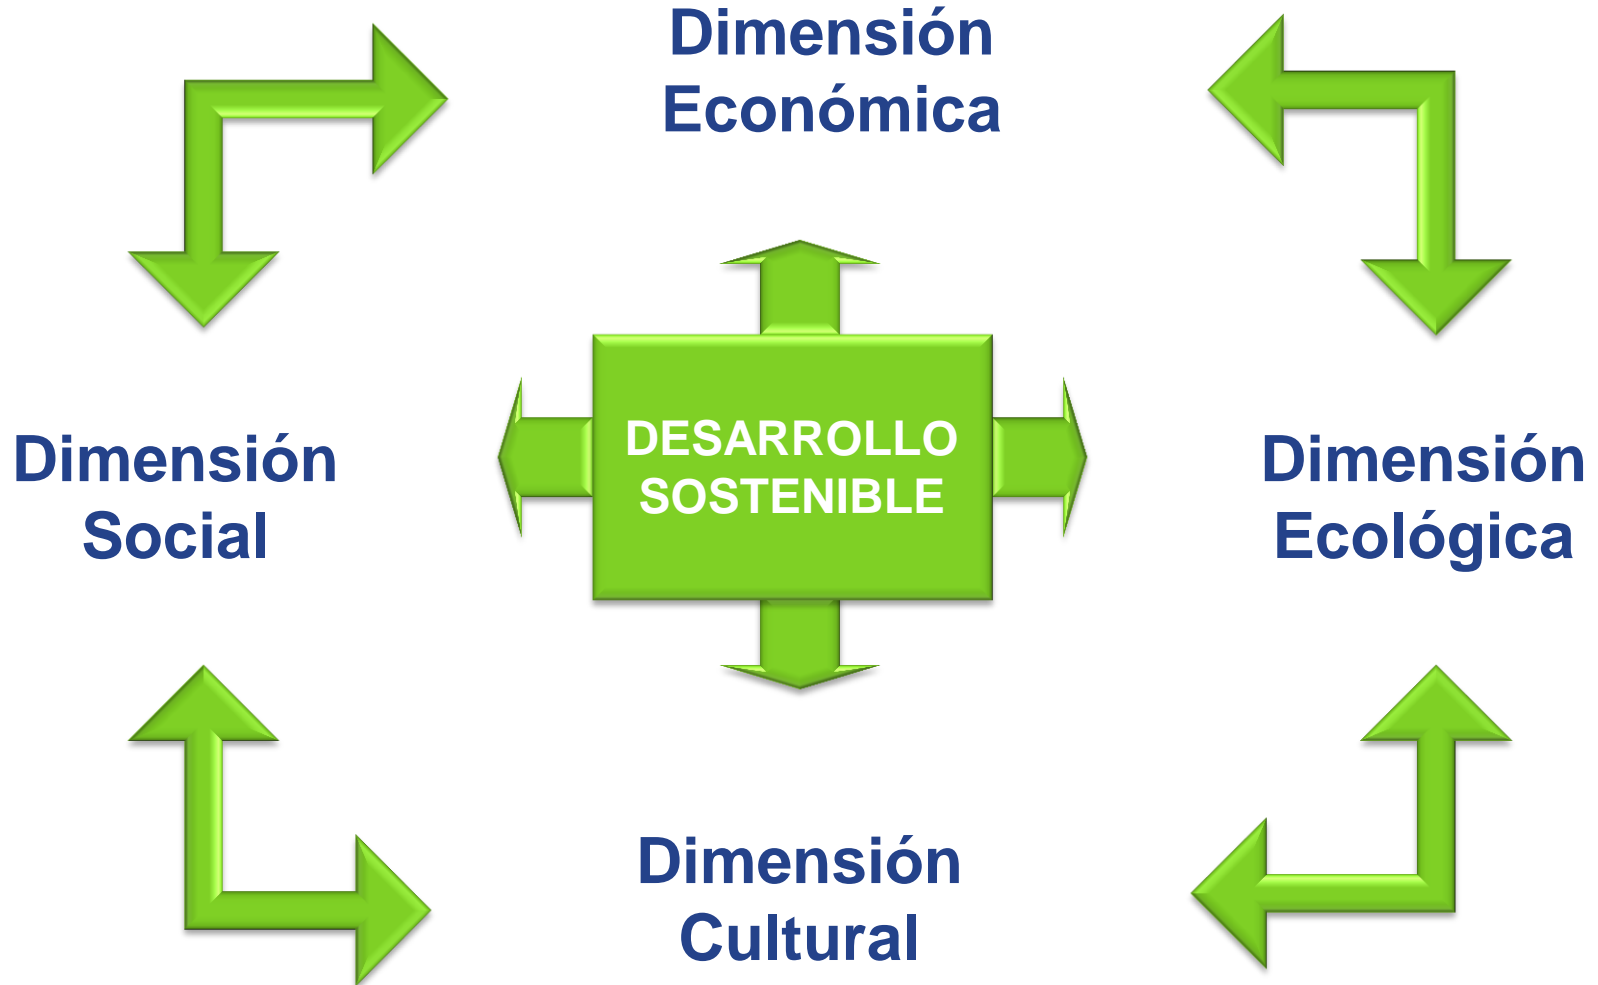 Dimensión
Económica
DESARROLLO
SOSTENIBLE
Dimensión
Social
Dimensión
Ecológica
Dimensión
Cultural